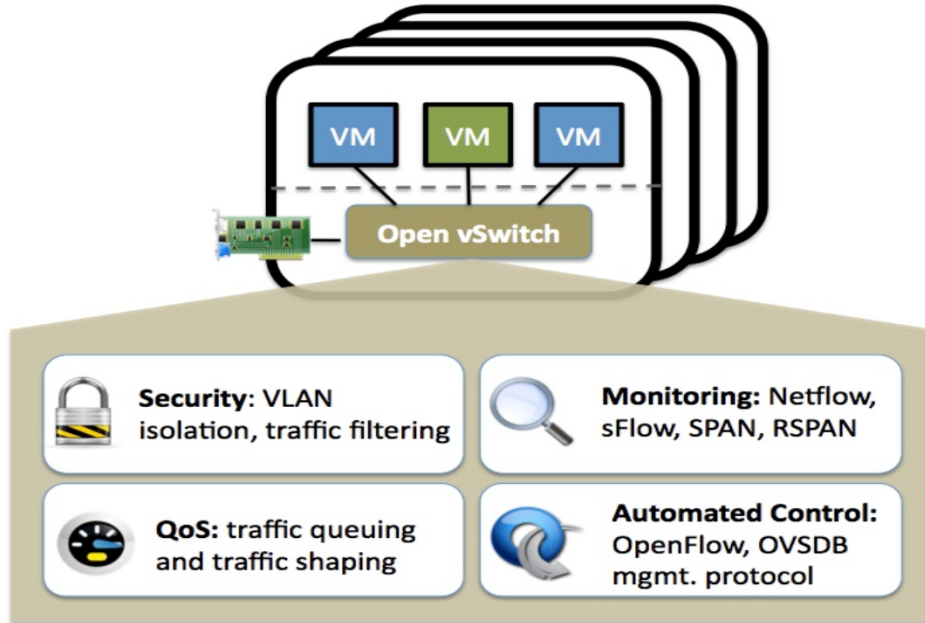 VM
VM
VM
Open vSwitch
Security: VLAN
isolation, traffic filtering
Monitoring: Netflow,
sFlow, SPAN, RSPAN
QoS: traffic queuing
and traffic shaping
Automated Control:
OpenFlow, OVSDB
mgmt. protocol